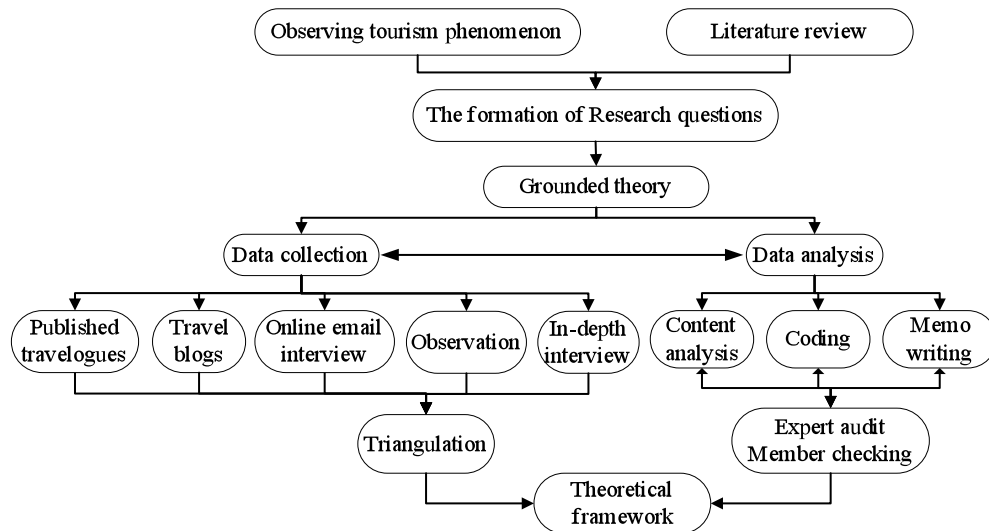 Observing tourism phenomenon
Literature review
The formation of Research questions
Grounded theory
Data collection
Data analysis
Published
travelogues
Travel
blogs
Online email
interview
Observation
In-depth
interview
Content
analysis
Coding
Memo
writing
Triangulation
Expert audit
Member checking
Theoretical
framework